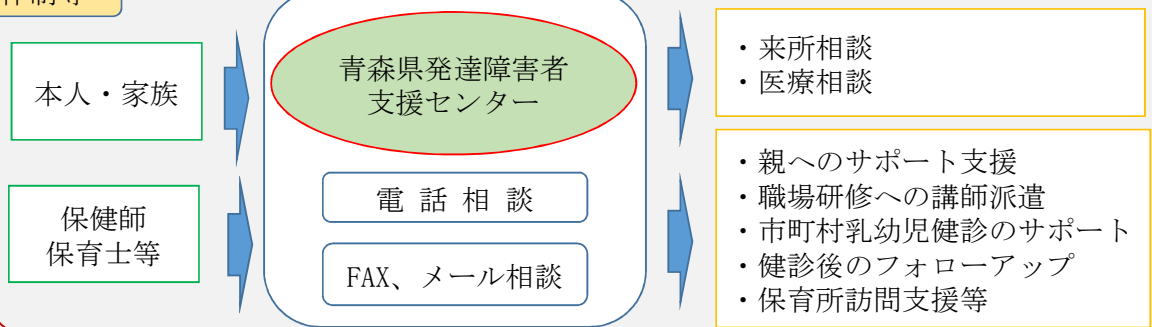 本人・家族
保健師
保育士等
青森県発達障害者
支援センター
電 話 相 談
FAX、メール相談
・来所相談
・医療相談
・親へのサポート支援
・職場研修への講師派遣
・市町村乳幼児健診のサポート
・健診後のフォローアップ
・保育所訪問支援等